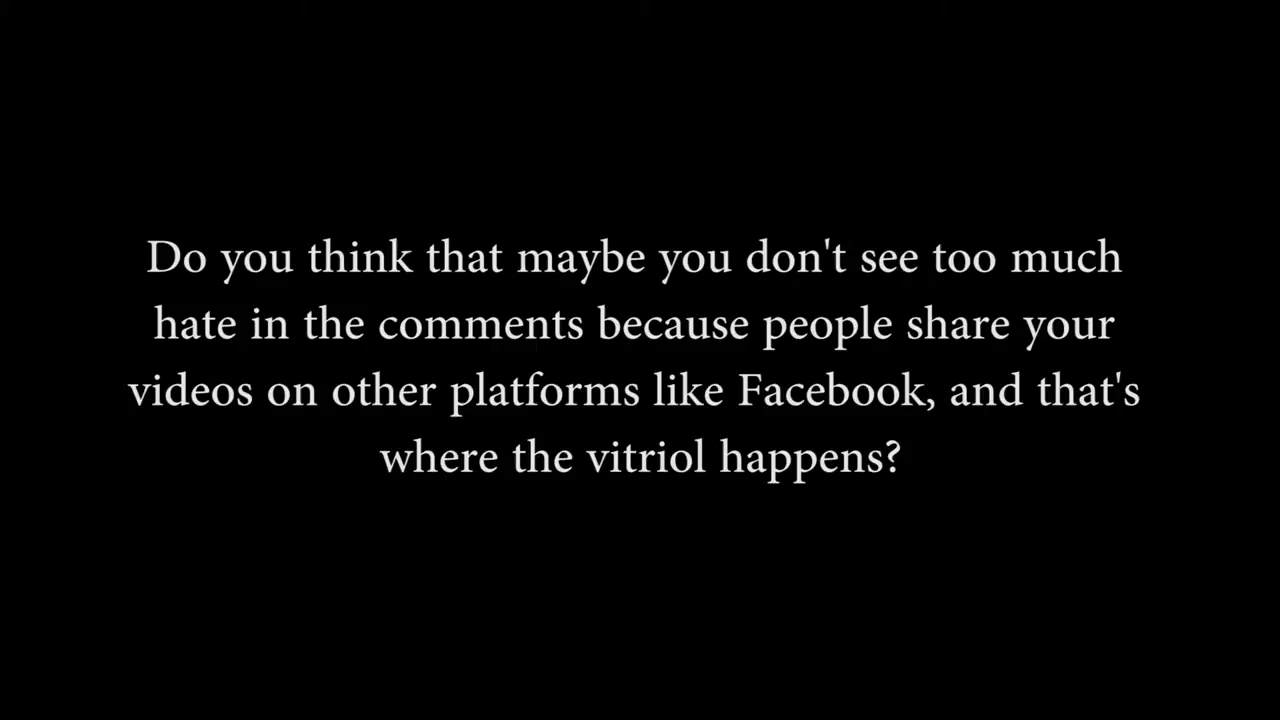 Do you think that maybe you don't see too much
hate in the comments because people share your
videos on other platforms like Facebook, and that's
where the vitriol happens?